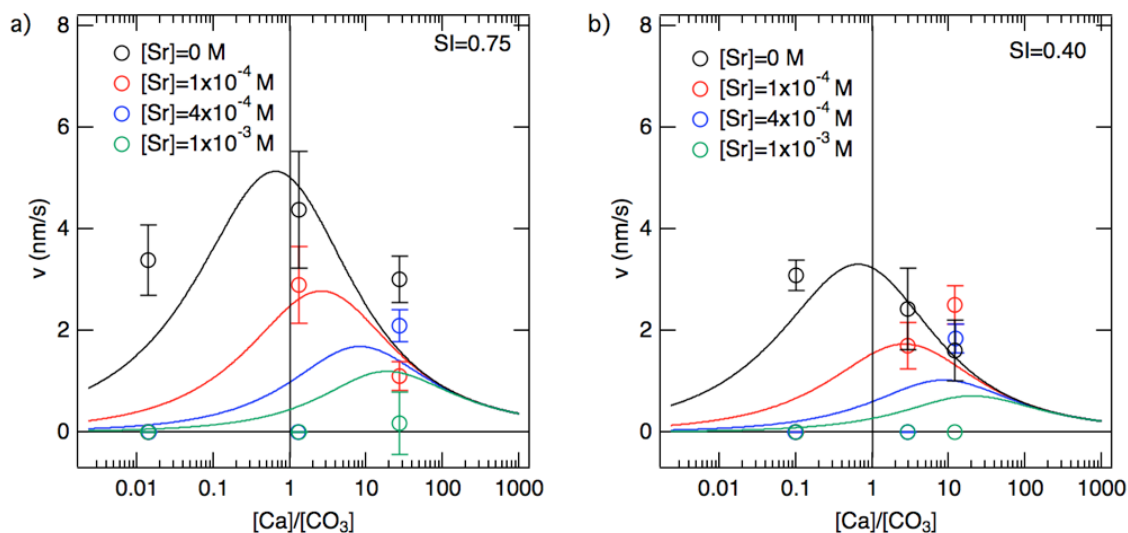 a)
SI=0.75
[Sr]=0 M
[Sr]=1x10⁻⁴ M
[Sr]=4x10⁻⁴ M
[Sr]=1x10⁻³ M
8
6
4
2
0
v (nm/s)
0.01 0.1 1 10 100 1000
[Ca]/[CO₃]
b)
SI=0.40
[Sr]=0 M
[Sr]=1x10⁻⁴ M
[Sr]=4x10⁻⁴ M
[Sr]=1x10⁻³ M
8
6
4
2
0
v (nm/s)
0.01 0.1 1 10 100 1000
[Ca]/[CO₃]